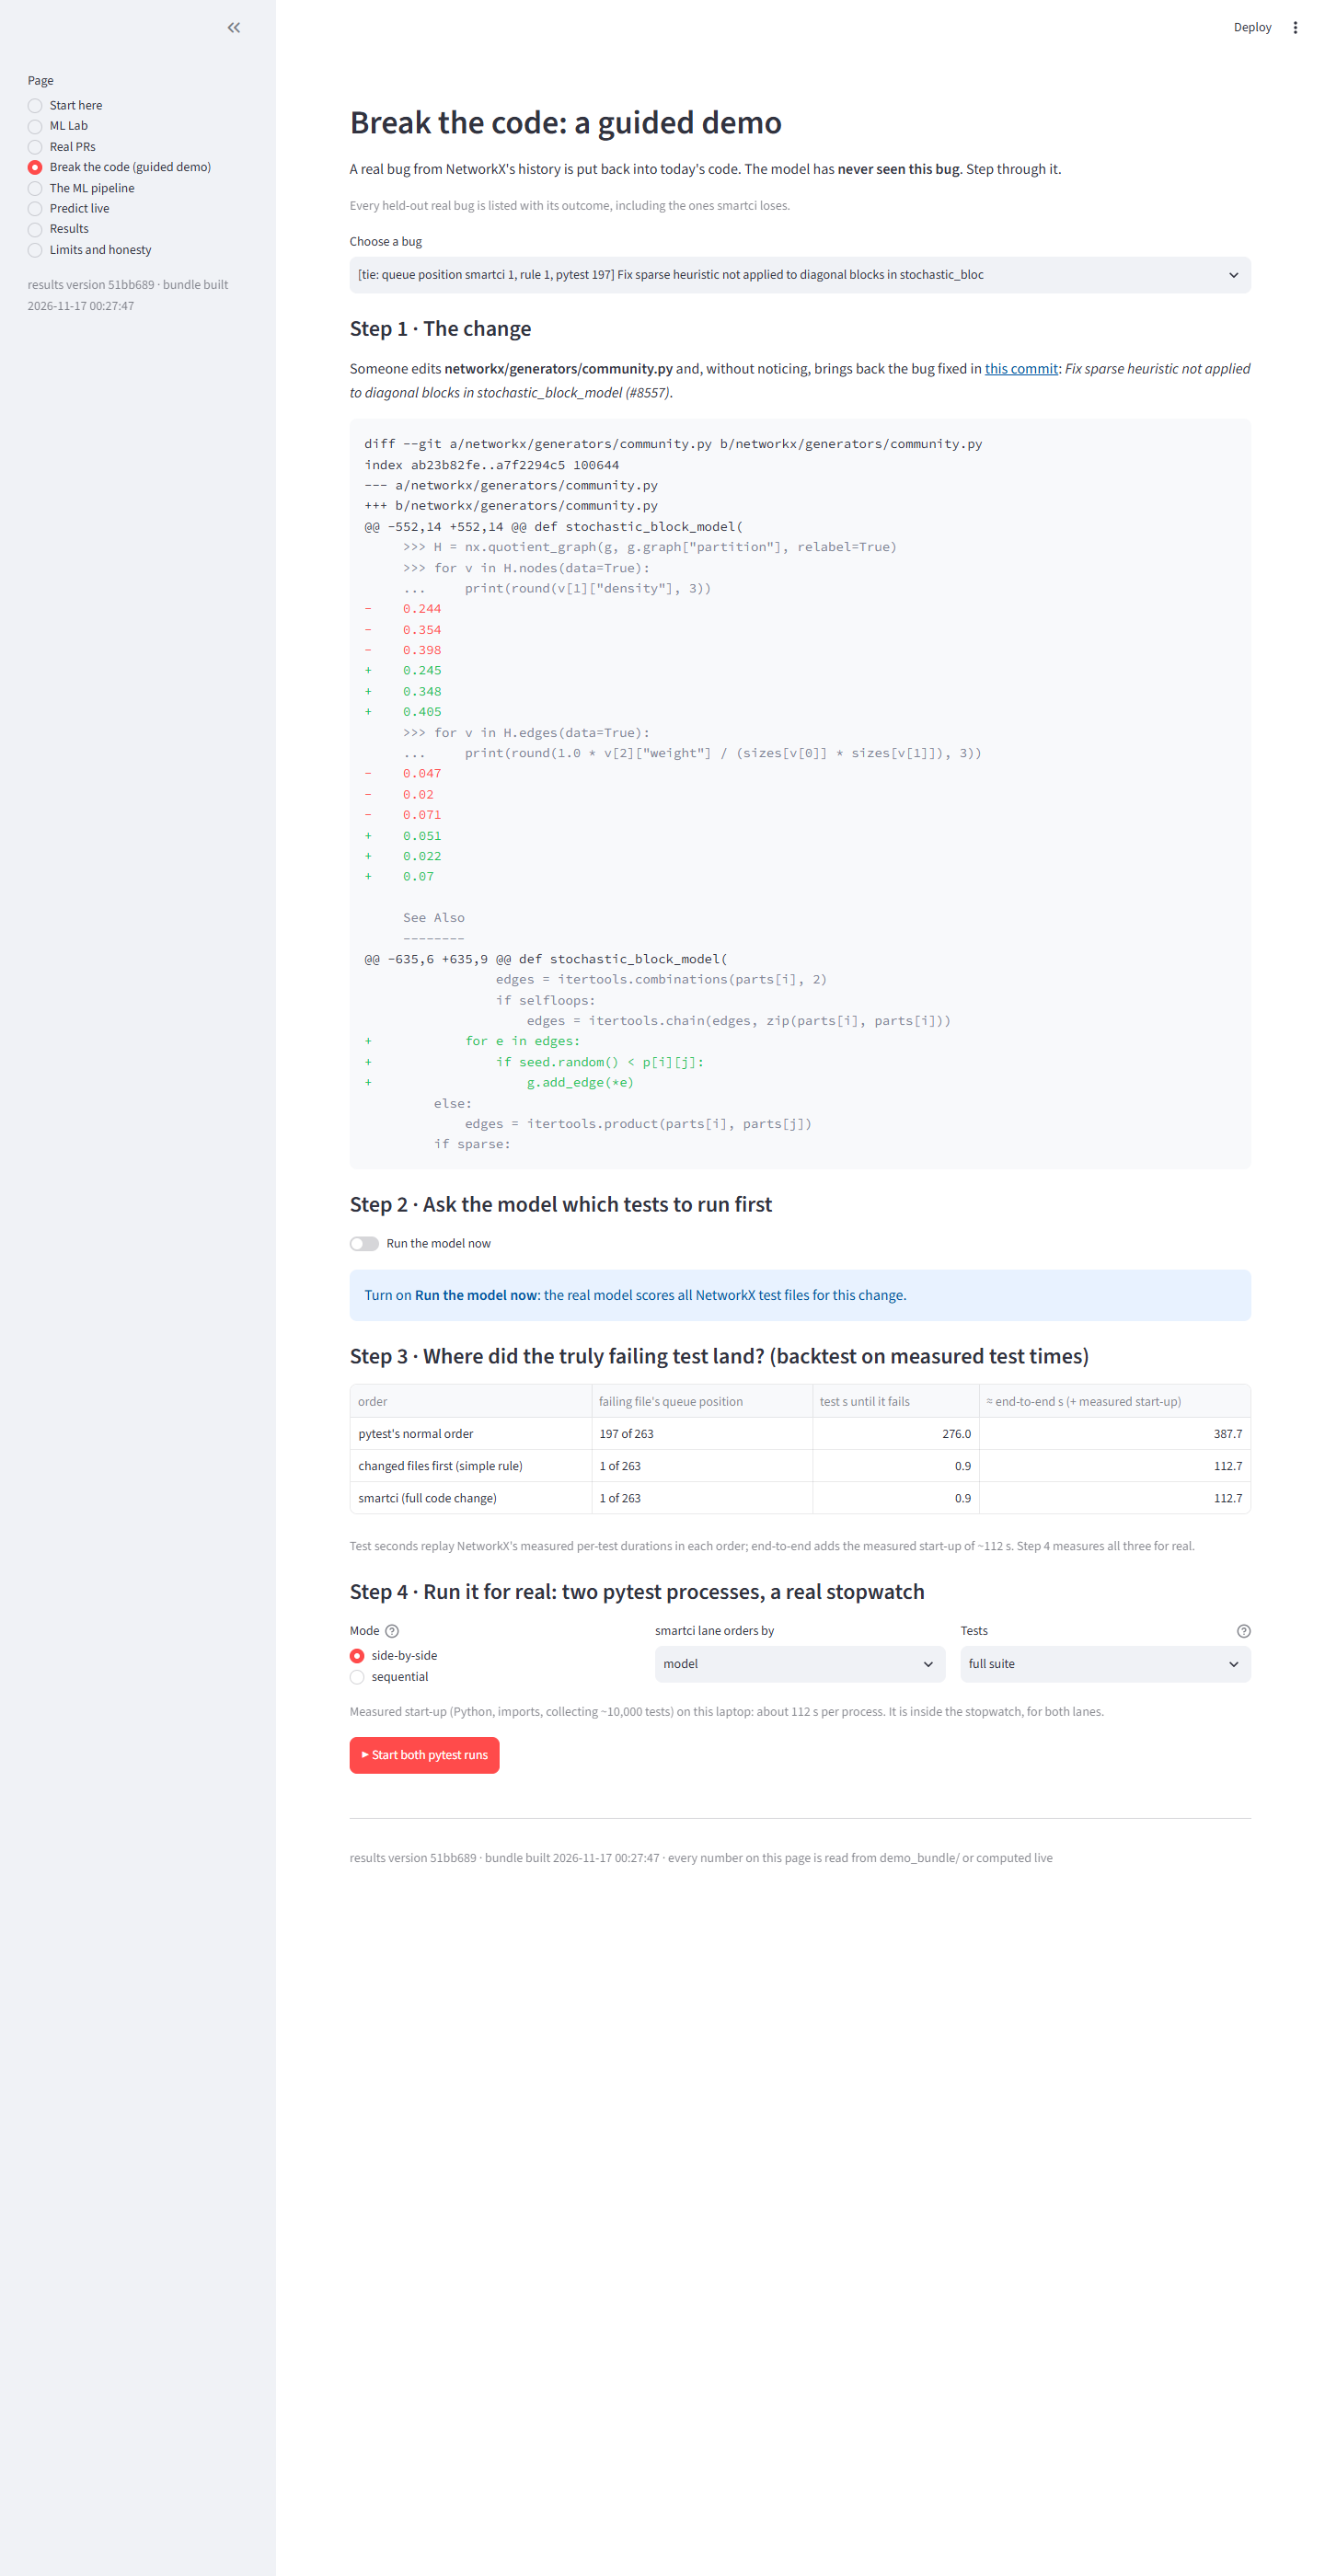 Deploy
Page
Start here
ML Lab
Real PRs
Break the code (guided demo)
The ML pipeline
Predict live
Results
Limits and honesty
results version 51bb689 · bundle built
2026-11-17 00:27:47
Break the code: a guided demo
A real bug from NetworkX's history is put back into today's code. The model has never seen this bug. Step through it.
Every held-out real bug is listed with its outcome, including the ones smartci loses.
Choose a bug
[tie: queue position smartci 1, rule 1, pytest 197] Fix sparse heuristic not applied to diagonal blocks in stochastic_bloc
Step 1 · The change
Someone edits networkx/generators/community.py and, without noticing, brings back the bug fixed in this commit: Fix sparse heuristic not applied
to diagonal blocks in stochastic_block_model (#8557).
diff --git a/networkx/generators/community.py b/networkx/generators/community.py
index ab23b82fe..a7f2294c5 100644
--- a/networkx/generators/community.py
+++ b/networkx/generators/community.py
@@ -552,14 +552,14 @@ def stochastic_block_model(
     >>> H = nx.quotient_graph(g, g.graph["partition"], relabel=True)
     >>> for v in H.nodes(data=True):
     ...     print(round(v[1]["density"], 3))
-    0.244
-    0.354
-    0.398
+    0.245
+    0.348
+    0.405
     >>> for v in H.edges(data=True):
     ...     print(round(1.0 * v[2]["weight"] / (sizes[v[0]] * sizes[v[1]]), 3))
-    0.047
-    0.02
-    0.071
+    0.051
+    0.022
+    0.07
     See Also
     --------
@@ -635,6 +635,9 @@ def stochastic_block_model(
                 edges = itertools.combinations(parts[i], 2)
                 if selfloops:
                     edges = itertools.chain(edges, zip(parts[i], parts[i]))
+            for e in edges:
+                if seed.random() < p[i][j]:
+                    g.add_edge(*e)
         else:
             edges = itertools.product(parts[i], parts[j])
         if sparse:
Step 2 · Ask the model which tests to run first
Run the model now
Turn on Run the model now: the real model scores all NetworkX test files for this change.
Step 3 · Where did the truly failing test land? (backtest on measured test times)
order failing file's queue position test s until it fails ≈ end-to-end s (+ measured start-up)
pytest's normal order 197 of 263 276.0 387.7
changed files first (simple rule) 1 of 263 0.9 112.7
smartci (full code change) 1 of 263 0.9 112.7
Test seconds replay NetworkX's measured per-test durations in each order; end-to-end adds the measured start-up of ~112 s. Step 4 measures all three for real.
Step 4 · Run it for real: two pytest processes, a real stopwatch
Mode smartci lane orders by Tests
side-by-side
sequential
model
full suite
Measured start-up (Python, imports, collecting ~10,000 tests) on this laptop: about 112 s per process. It is inside the stopwatch, for both lanes.
▶ Start both pytest runs
results version 51bb689 · bundle built 2026-11-17 00:27:47 · every number on this page is read from demo_bundle/ or computed live